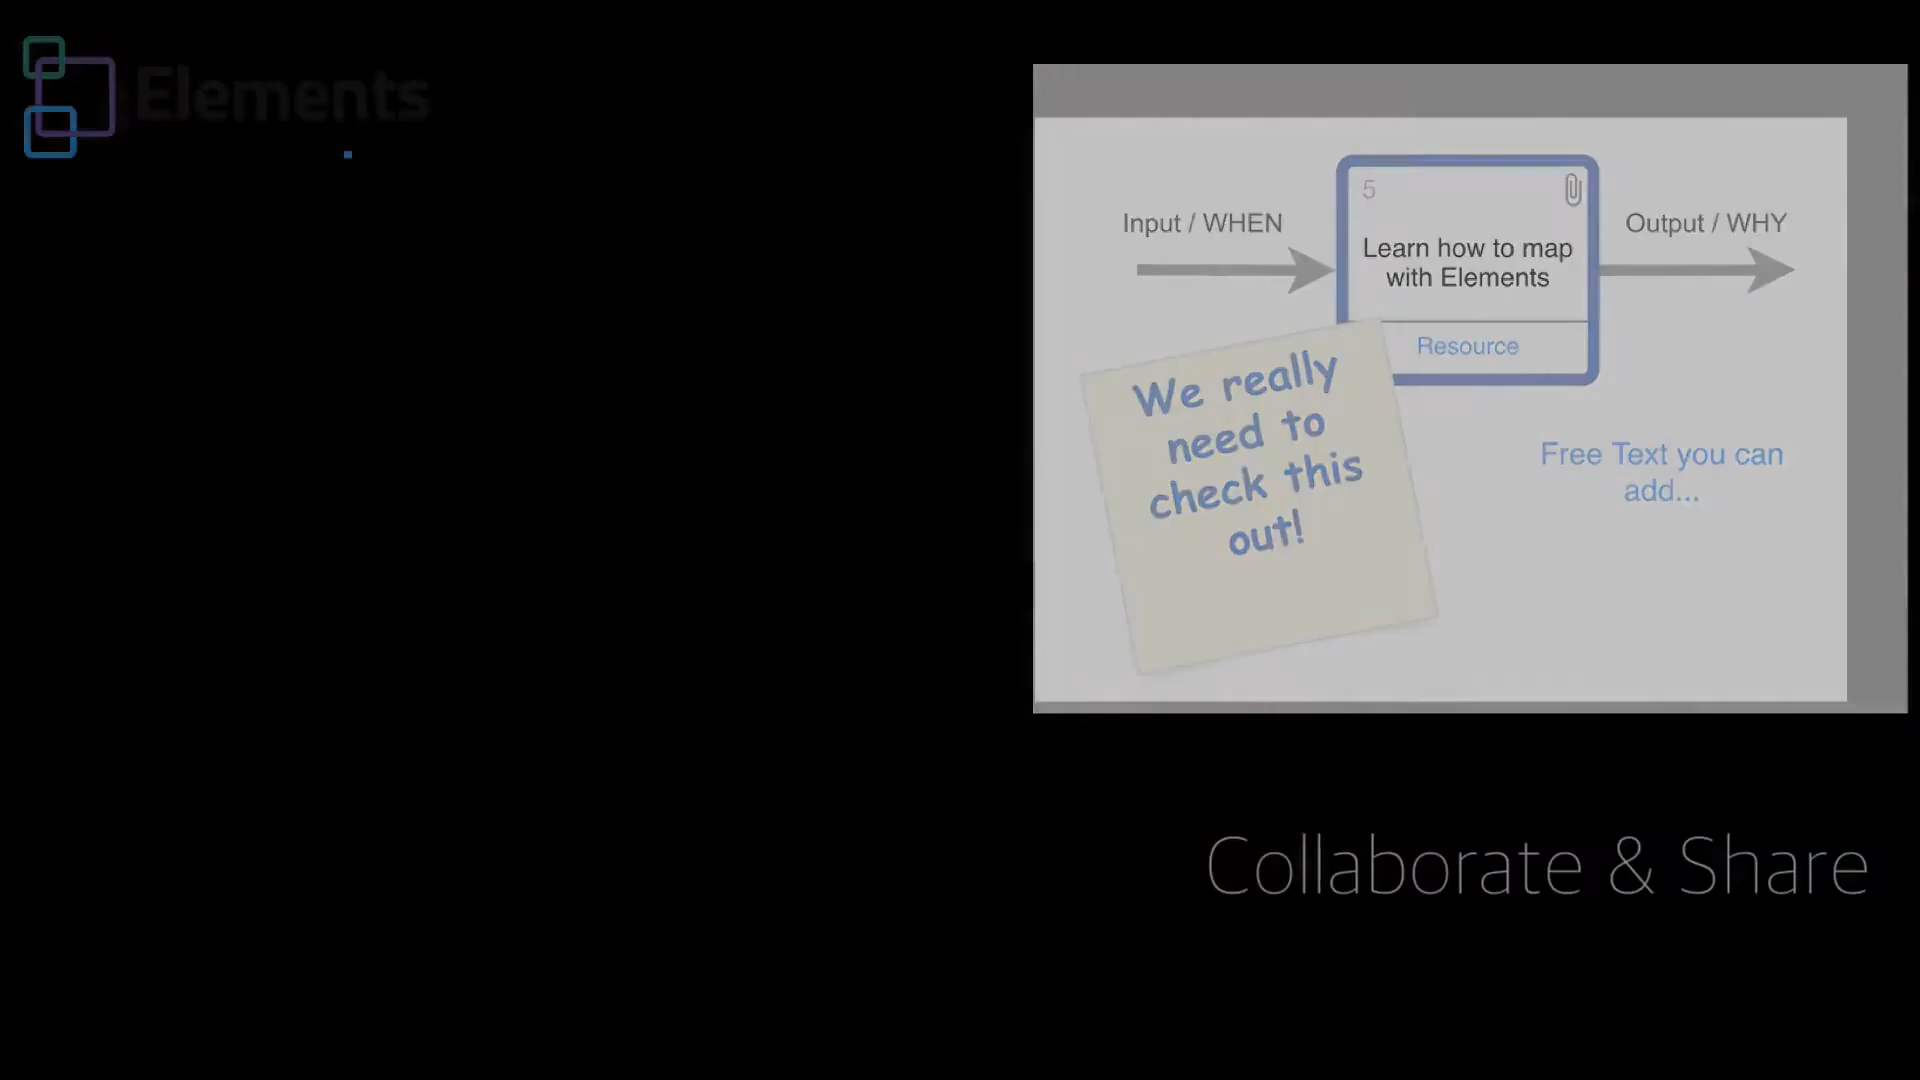 Elements
5
Input / WHEN
Output / WHY
Learn how to map
with Elements
Resource
We really
need to
check this
out!
Free Text you can
add...
Collaborate & Share